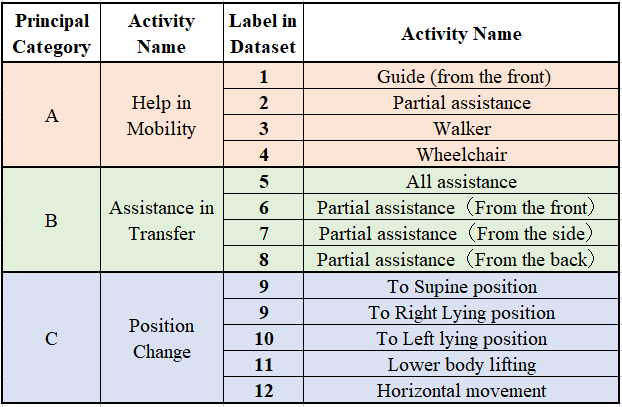 Principal Category Activity Name Label in Dataset Activity Name
A Help in Mobility 1 Guide (from the front)
2 Partial assistance
3 Walker
4 Wheelchair
B Assistance in Transfer 5 All assistance
6 Partial assistance（From the front）
7 Partial assistance（From the side）
8 Partial assistance（From the back）
C Position Change 9 To Supine position
9 To Right Lying position
10 To Left lying position
11 Lower body lifting
12 Horizontal movement